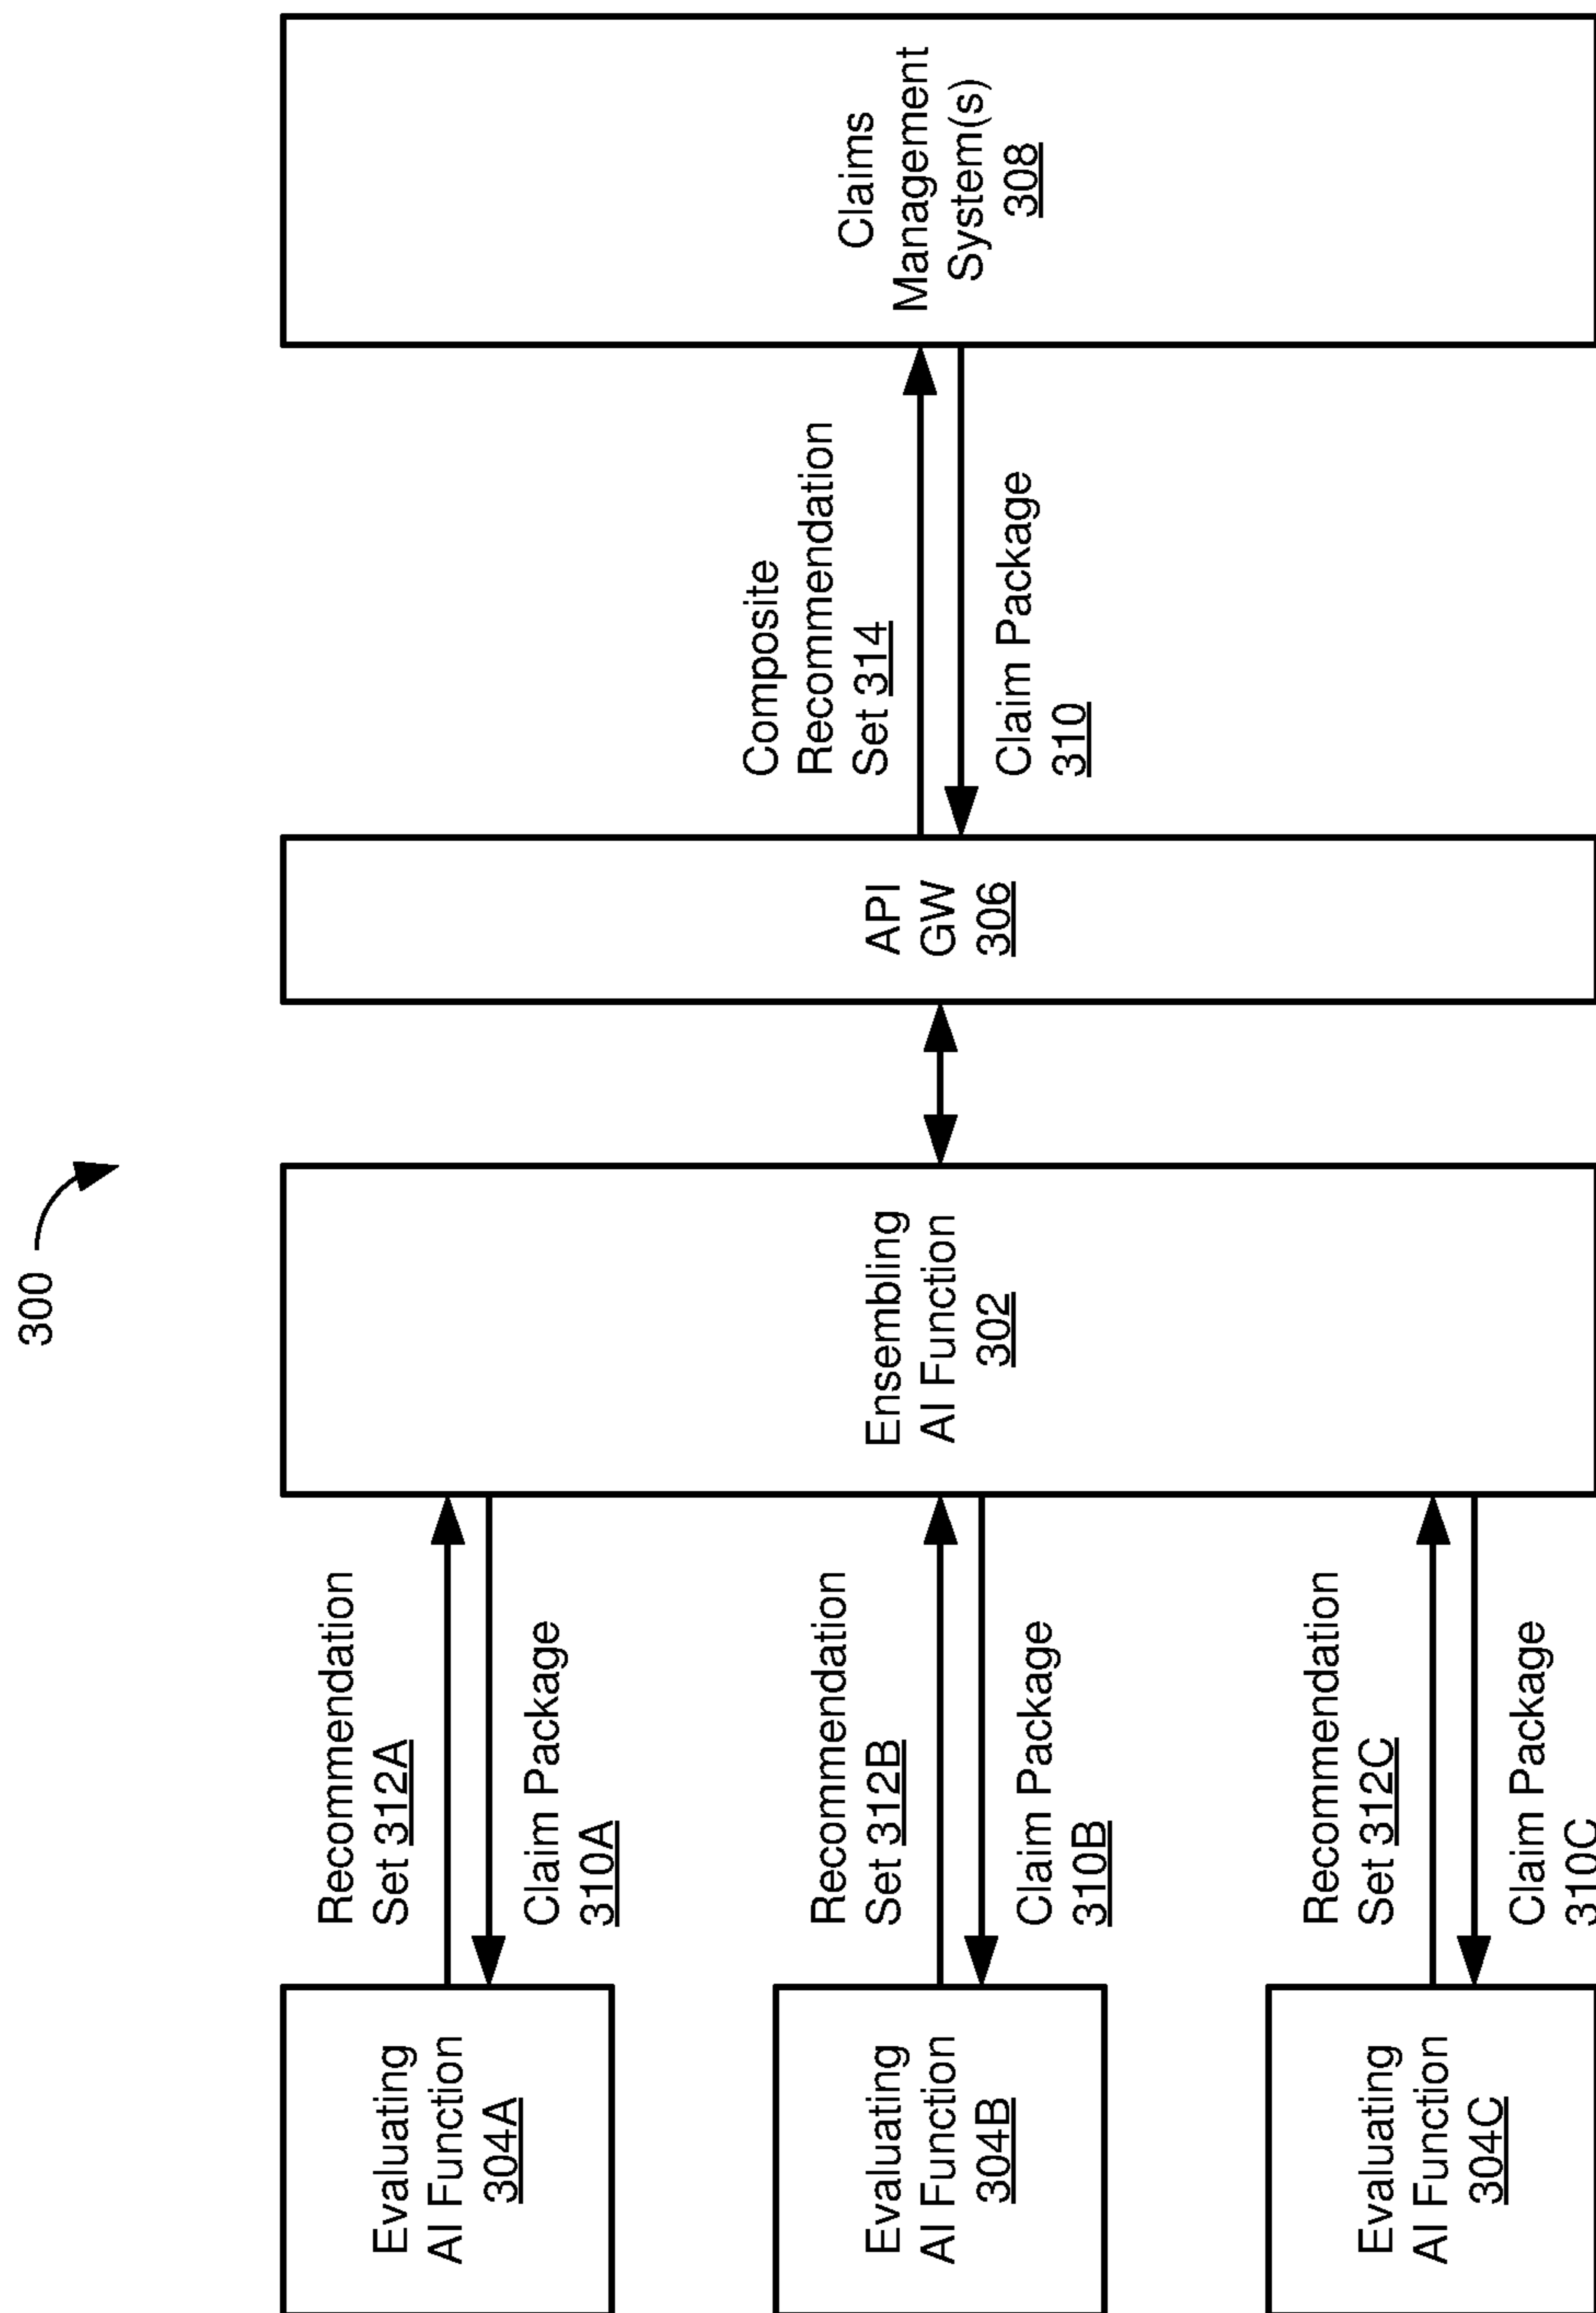 300
Evaluating
AI Function
304A
Recommendation
Set 312A
Claim Package
310A
Evaluating
AI Function
304B
Recommendation
Set 312B
Claim Package
310B
Evaluating
AI Function
304C
Recommendation
Set 312C
Claim Package
310C
Ensembling
AI Function
302
API
GW
306
Composite
Recommendation
Set 314
Claim Package
310
Claims
Management
System(s)
308